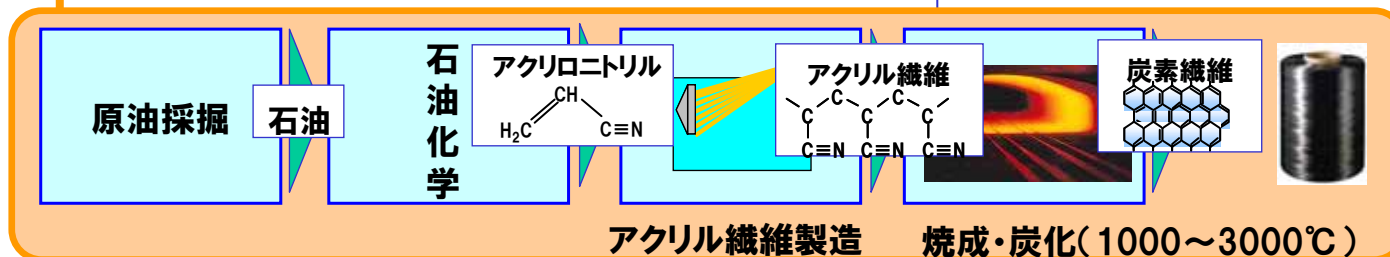 原油採掘
石油
石油化学
アクリロニトリル
CH
H₂C
C≡N
アクリル繊維
C C
C C C
C≡N C≡N C≡N
炭素繊維
アクリル繊維製造
焼成・炭化(1000～3000℃)